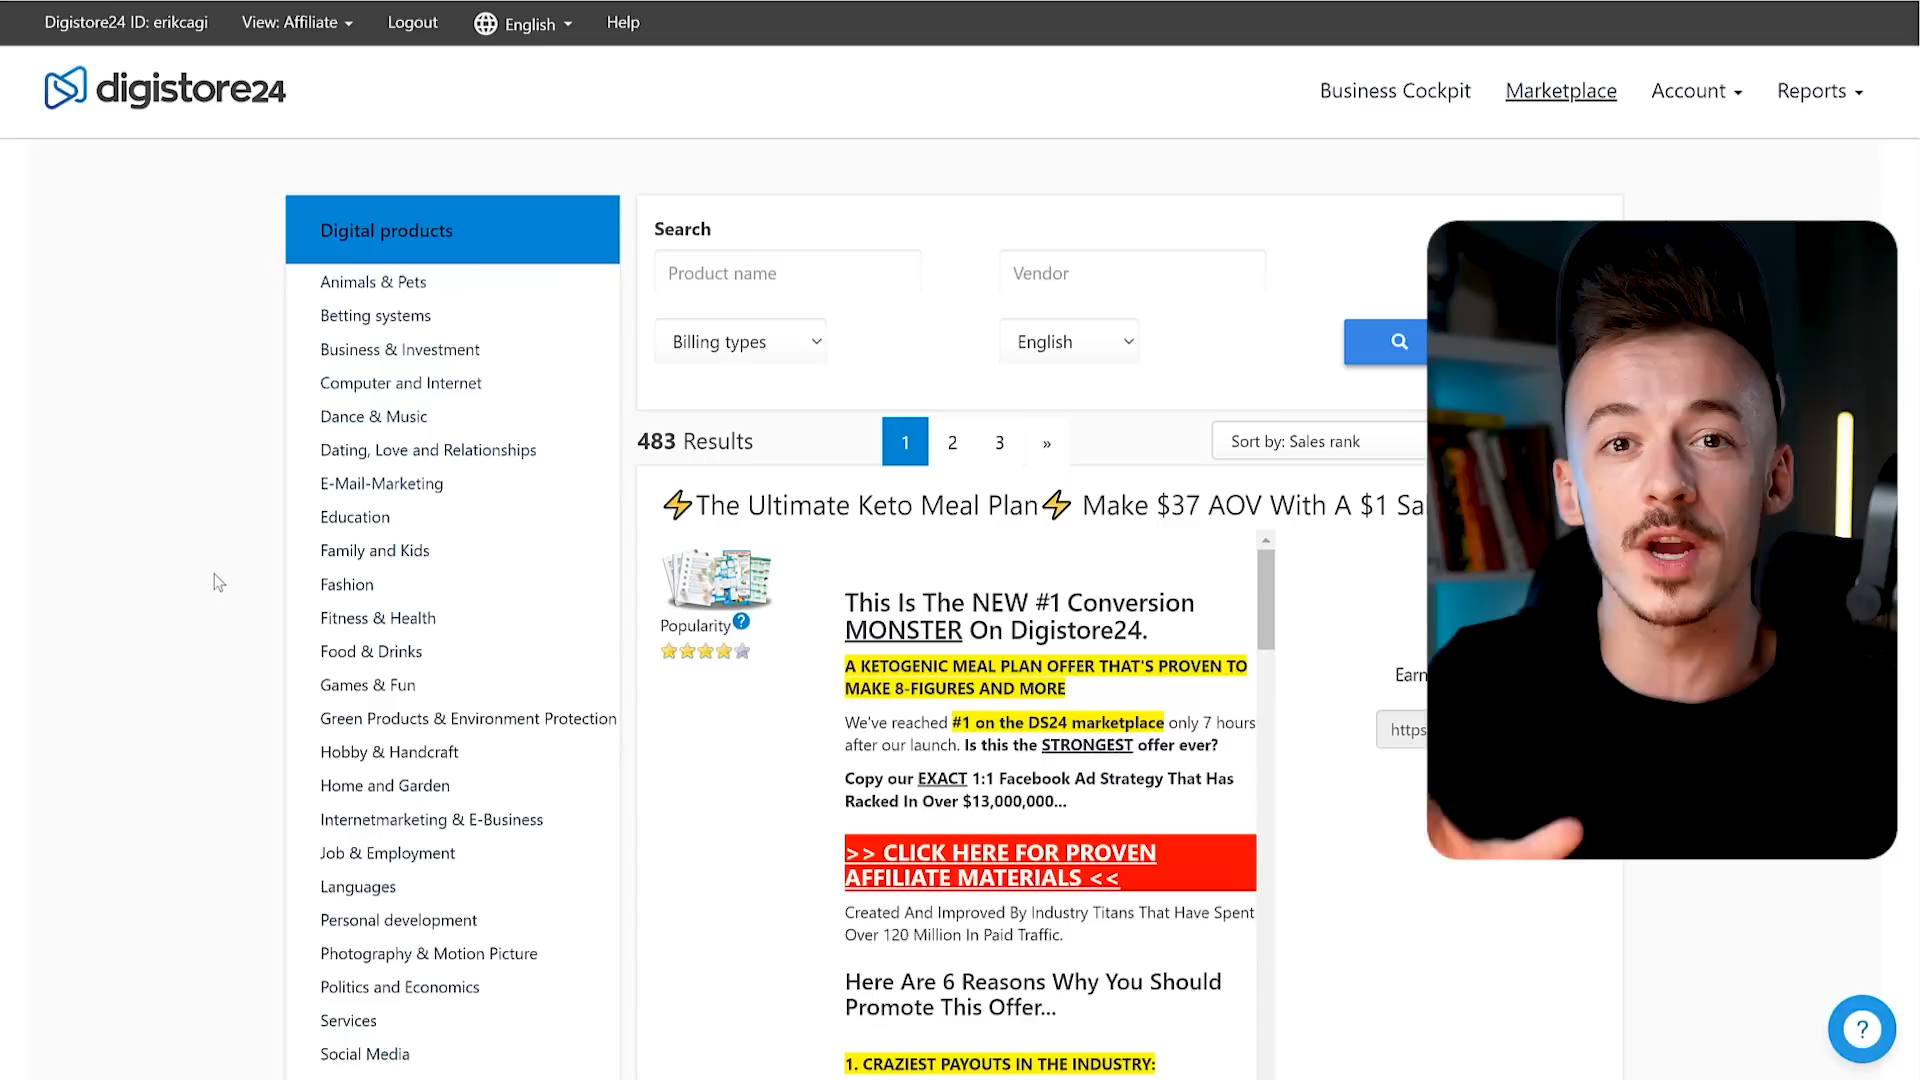 Digistore24 ID: erikcagi
View: Affiliate
Logout
English
Help
digistore24
Business Cockpit
Marketplace
Account
Reports
Digital products
Animals & Pets
Betting systems
Business & Investment
Computer and Internet
Dance & Music
Dating, Love and Relationships
E-Mail-Marketing
Education
Family and Kids
Fashion
Fitness & Health
Food & Drinks
Games & Fun
Green Products & Environment Protection
Hobby & Handcraft
Home and Garden
Internetmarketing & E-Business
Job & Employment
Languages
Personal development
Photography & Motion Picture
Politics and Economics
Services
Social Media
Search
Product name
Vendor
Billing types
English
483 Results
1 2 3 »
Sort by: Sales rank
⚡The Ultimate Keto Meal Plan⚡ Make $37 AOV With A $1 Sa
Popularity ?
This Is The NEW #1 Conversion
MONSTER On Digistore24.
A KETOGENIC MEAL PLAN OFFER THAT'S PROVEN TO
MAKE 8-FIGURES AND MORE
We've reached #1 on the DS24 marketplace only 7 hours
after our launch. Is this the STRONGEST offer ever?
Copy our EXACT 1:1 Facebook Ad Strategy That Has
Racked In Over $13,000,000...
>> CLICK HERE FOR PROVEN
AFFILIATE MATERIALS <<
Created And Improved By Industry Titans That Have Spent
Over 120 Million In Paid Traffic.
Here Are 6 Reasons Why You Should
Promote This Offer...
1. CRAZIEST PAYOUTS IN THE INDUSTRY:
Earn
https
?